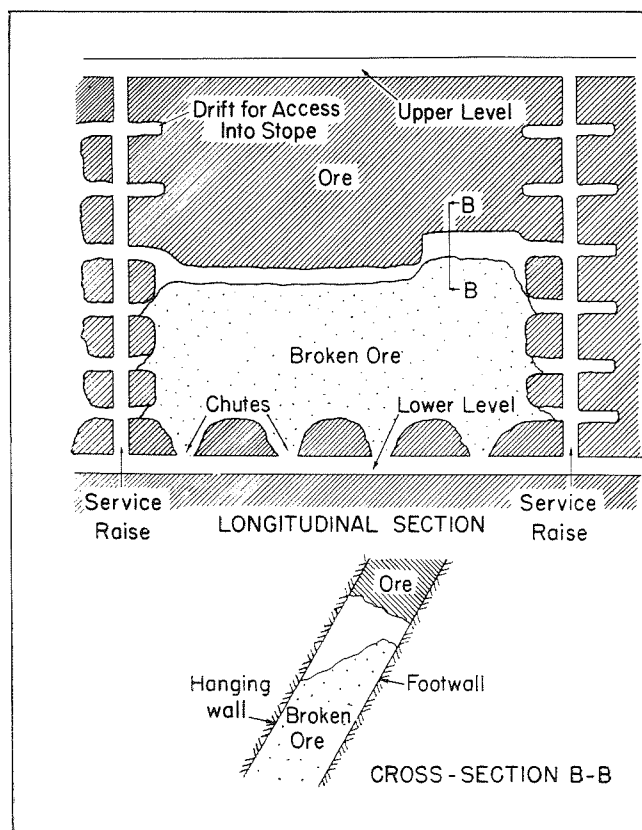 Drift for Access
Into Stope
Upper Level
Ore
B
B
Broken Ore
Chutes
Lower Level
Service
Raise
LONGITUDINAL SECTION
Service
Raise
Ore
Hanging
wall
Footwall
Broken
Ore
CROSS-SECTION B-B